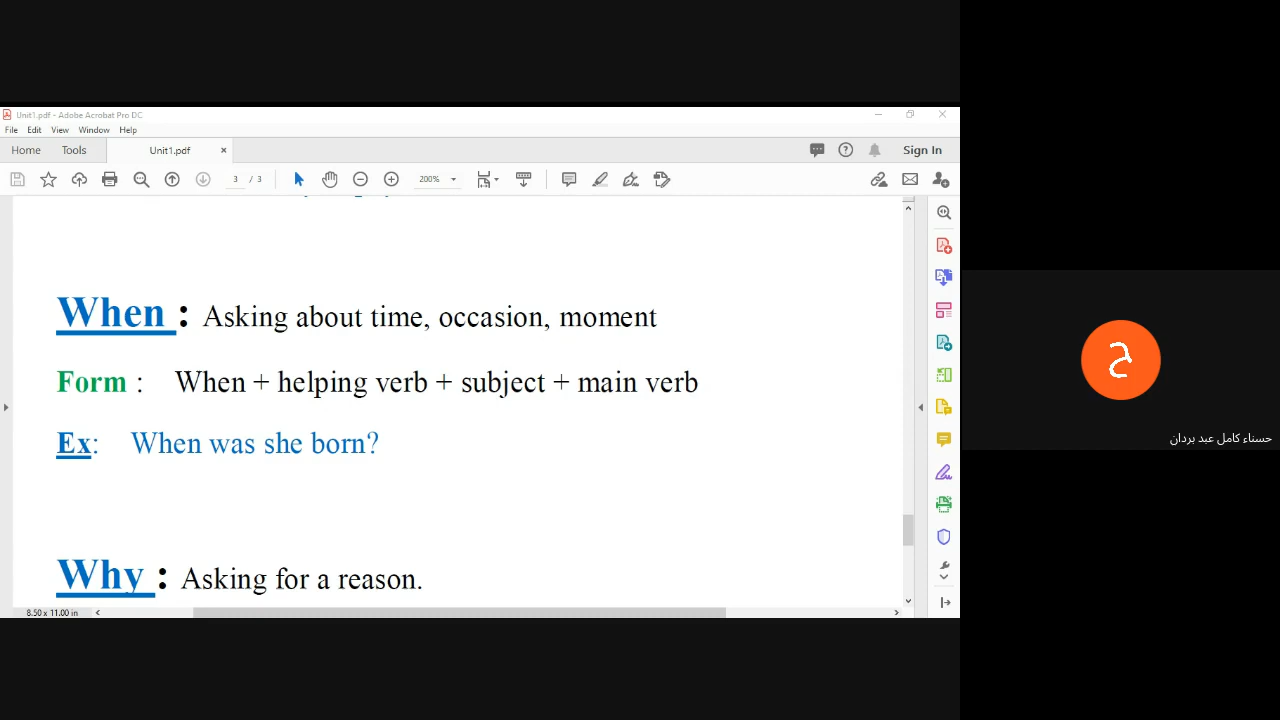 Unit1.pdf - Adobe Acrobat Pro DC
File Edit View Window Help
Home Tools Unit1.pdf × Sign In
3 / 3 200%
When : Asking about time, occasion, moment
Form : When + helping verb + subject + main verb
Ex: When was she born?
Why : Asking for a reason.
8.50 x 11.00 in
ح
حسناء كامل عبد بردان